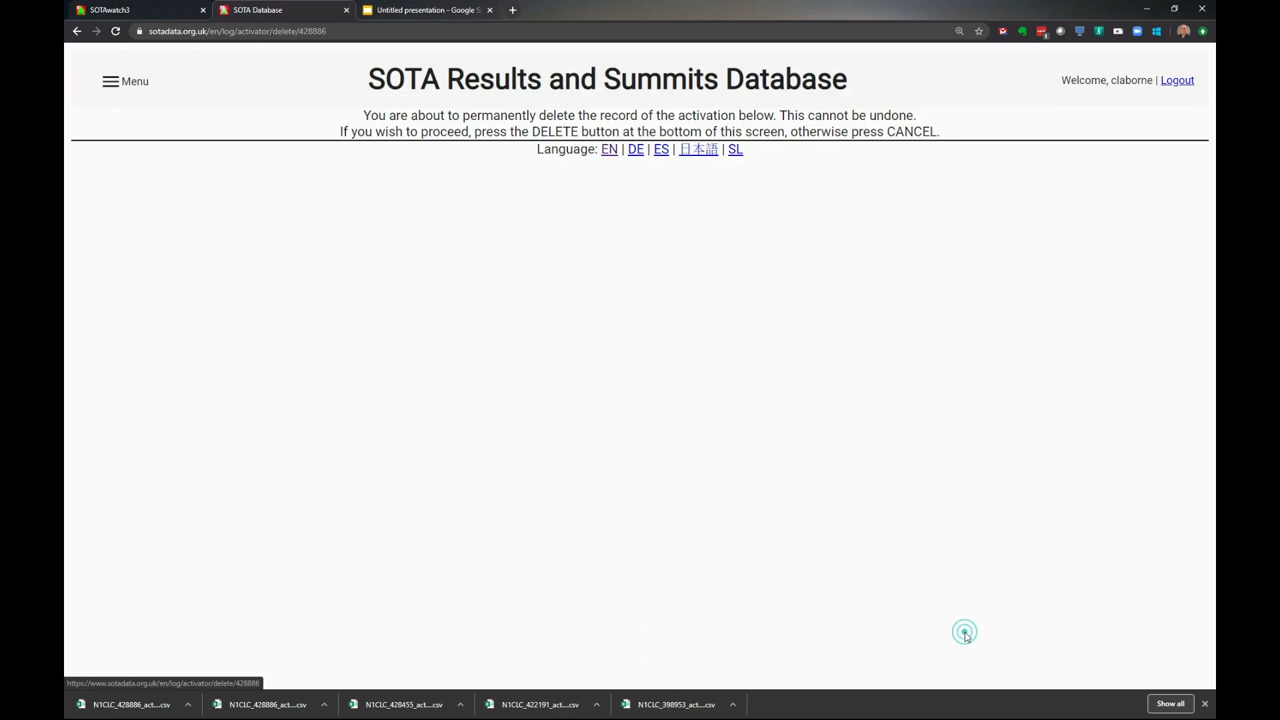 SOTAwatch3
SOTA Database
Untitled presentation - Google S
sotadata.org.uk/en/log/activator/delete/428886
Menu
SOTA Results and Summits Database
Welcome, claborne | Logout
You are about to permanently delete the record of the activation below. This cannot be undone.
If you wish to proceed, press the DELETE button at the bottom of this screen, otherwise press CANCEL.
Language: EN | DE | ES | 日本語 | SL
https://www.sotadata.org.uk/en/log/activator/delete/428886
N1CLC_428886_act....csv
N1CLC_428886_act....csv
N1CLC_428455_act....csv
N1CLC_422191_act....csv
N1CLC_398953_act....csv
Show all